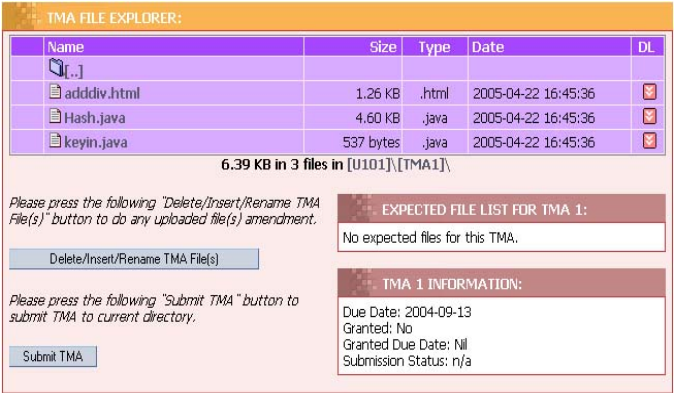 TMA FILE EXPLORER:
Name Size Type Date DL
[..]
adddiv.html 1.26 KB .html 2005-04-22 16:45:36
Hash.java 4.60 KB .java 2005-04-22 16:45:36
keyin.java 537 bytes .java 2005-04-22 16:45:36
6.39 KB in 3 files in [U101]\[TMA1]\
Please press the following "Delete/Insert/Rename TMA
File(s)" button to do any uploaded file(s) amendment.
Delete/Insert/Rename TMA File(s)
Please press the following "Submit TMA" button to
submit TMA to current directory.
Submit TMA
EXPECTED FILE LIST FOR TMA 1:
No expected files for this TMA.
TMA 1 INFORMATION:
Due Date: 2004-09-13
Granted: No
Granted Due Date: Nil
Submission Status: n/a